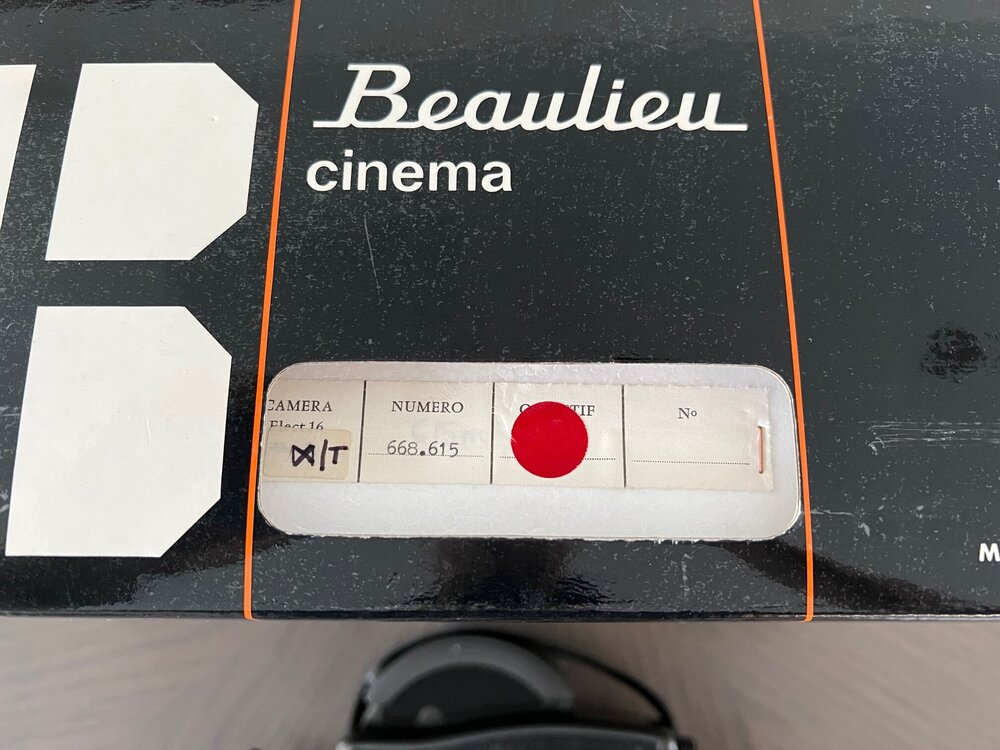 Beaulieu
cinema
CAMERA
NUMERO
Nº
Elect 16
/T
668.615
M